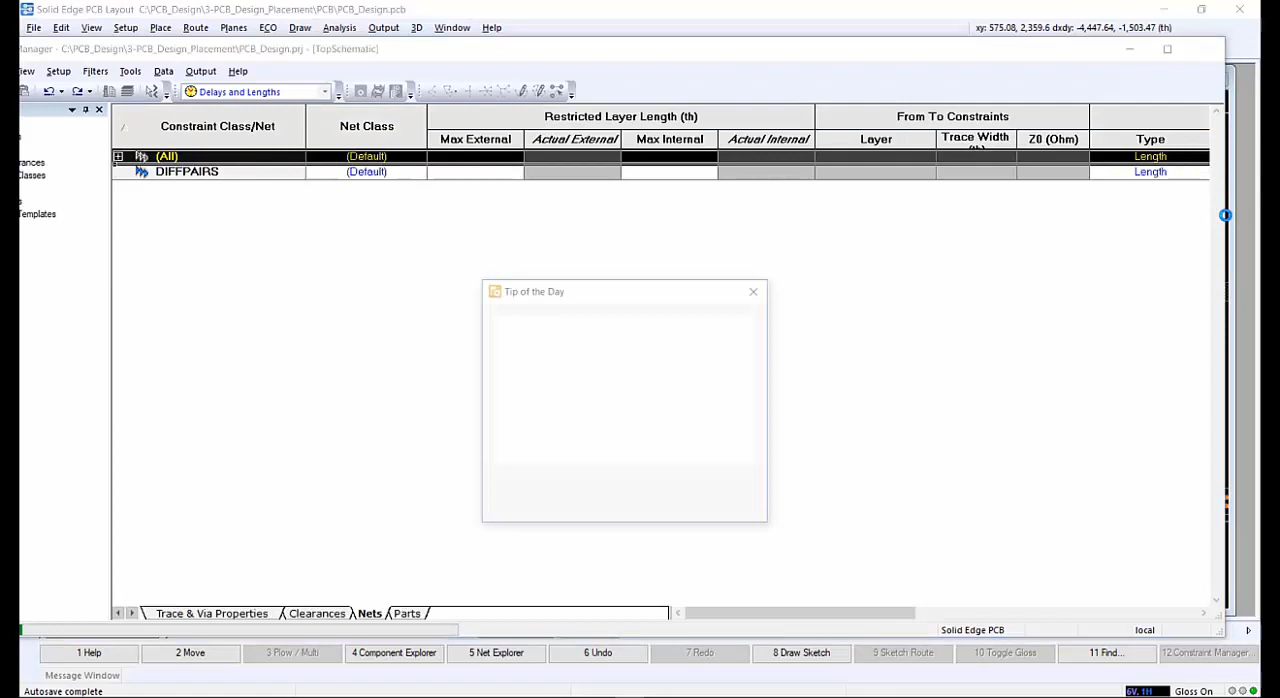 Solid Edge PCB Layout C:\PCB_Design\3-PCB_Design_Placement\PCB\PCB_Design.pcb
File Edit View Setup Place Route Planes ECO Draw Analysis Output 3D Window Help xy: 575.08, 2,359.6 dxdy: -4,447.64, -1,503.47 (th)
Manager - C:\PCB_Design\3-PCB_Design_Placement\PCB_Design.prj - [TopSchematic]
iew Setup Filters Tools Data Output Help
Delays and Lengths
Constraint Class/Net Net Class Restricted Layer Length (th) From To Constraints
Max External Actual External Max Internal Actual Internal Layer Trace Width Z0 (Ohm) Type
(All) (Default) Length
DIFFPAIRS (Default) Length
rances
Classes
s
Templates
Tip of the Day
Trace & Via Properties Clearances Nets Parts
Solid Edge PCB local
1 Help 2 Move 3 Plow / Multi 4 Component Explorer 5 Net Explorer 6 Undo 7 Redo 8 Draw Sketch 9 Sketch Route 10 Toggle Gloss 11 Find... 12 Constraint Manager...
Message Window
Autosave complete 6V, 1H Gloss On